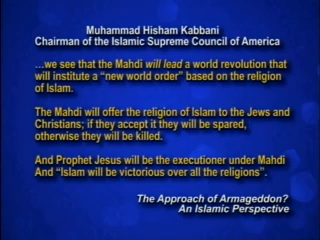 Muhammad Hisham Kabbani
Chairman of the Islamic Supreme Council of America
…we see that the Mahdi will lead a world revolution that
will institute a “new world order” based on the religion
of Islam.
The Mahdi will offer the religion of Islam to the Jews and
Christians; if they accept it they will be spared,
otherwise they will be killed.
And Prophet Jesus will be the executioner under Mahdi
And “Islam will be victorious over all the religions”.
The Approach of Armageddon?
An Islamic Perspective